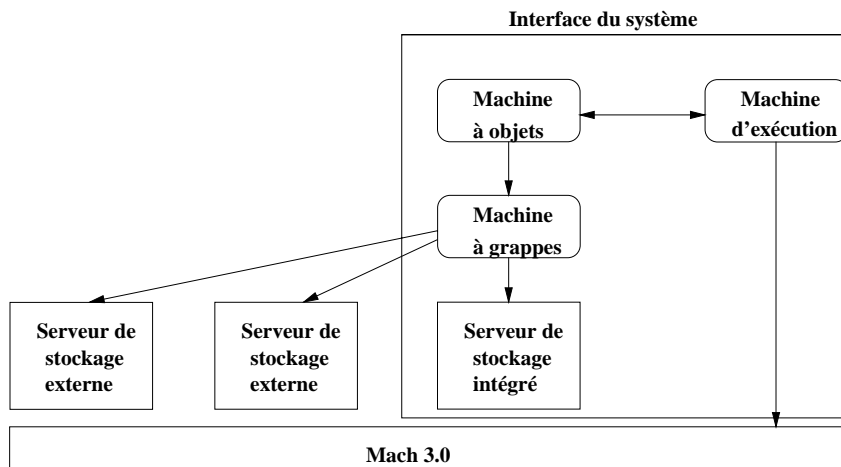 Interface du système
Machine
à objets
Machine
d'exécution
Machine
à grappes
Serveur de
stockage
externe
Serveur de
stockage
externe
Serveur de
stockage
intégré
Mach 3.0